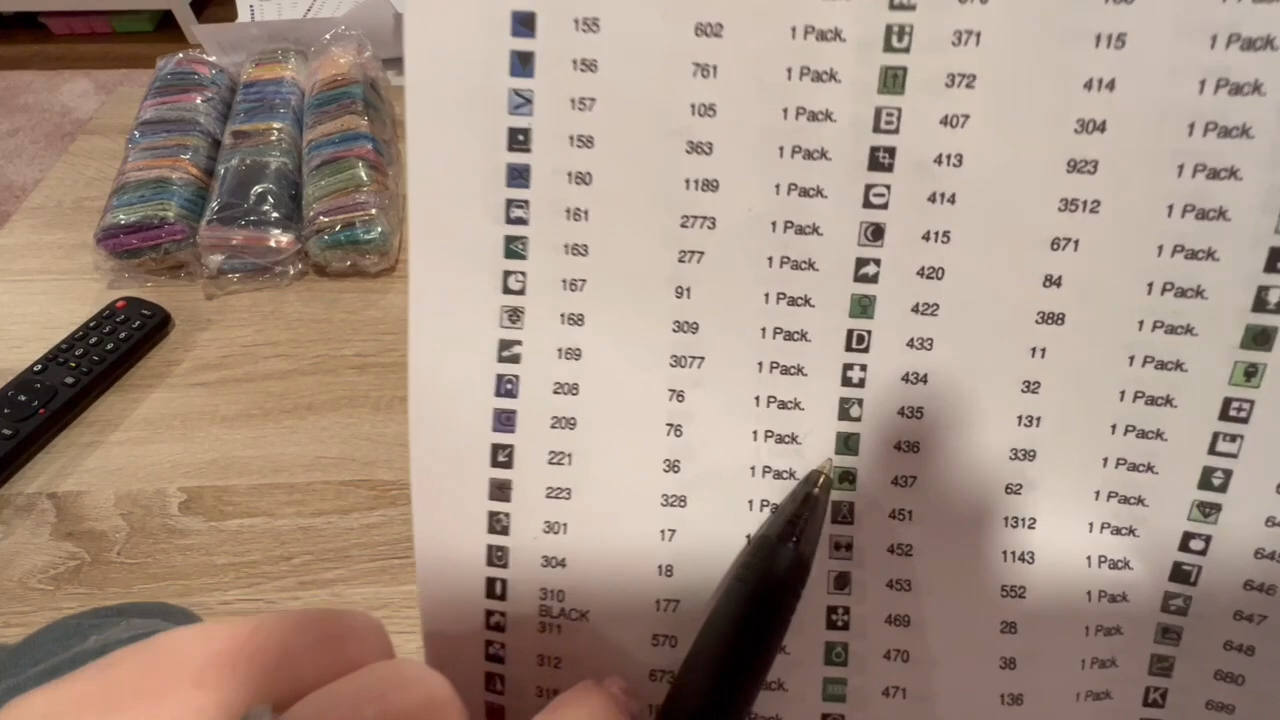 155 602 1 Pack.
156 761 1 Pack.
157 105 1 Pack.
158 363 1 Pack.
160 1189 1 Pack.
161 2773 1 Pack.
163 277 1 Pack.
167 91 1 Pack.
168 309 1 Pack.
169 3077 1 Pack.
208 76 1 Pack.
209 76 1 Pack.
221 36 1 Pack.
223 328
301 17
304 18
310 177
BLACK
311 570
312 673
371 115 1 Pack.
372 414 1 Pack.
B 407 304 1 Pack.
413 923 1 Pack.
414 3512 1 Pack.
415 671 1 Pack.
420 84 1 Pack.
422 388 1 Pack.
D 433 11 1 Pack.
434 32 1 Pack.
435 131 1 Pack.
436 339 1 Pack.
437 62 1 Pack.
451 1312 1 Pack.
452 1143 1 Pack.
453 552 1 Pack.
469 28 1 Pack.
470 38 1 Pack.
471 136 1 Pack.
646
647
648
680
K 699